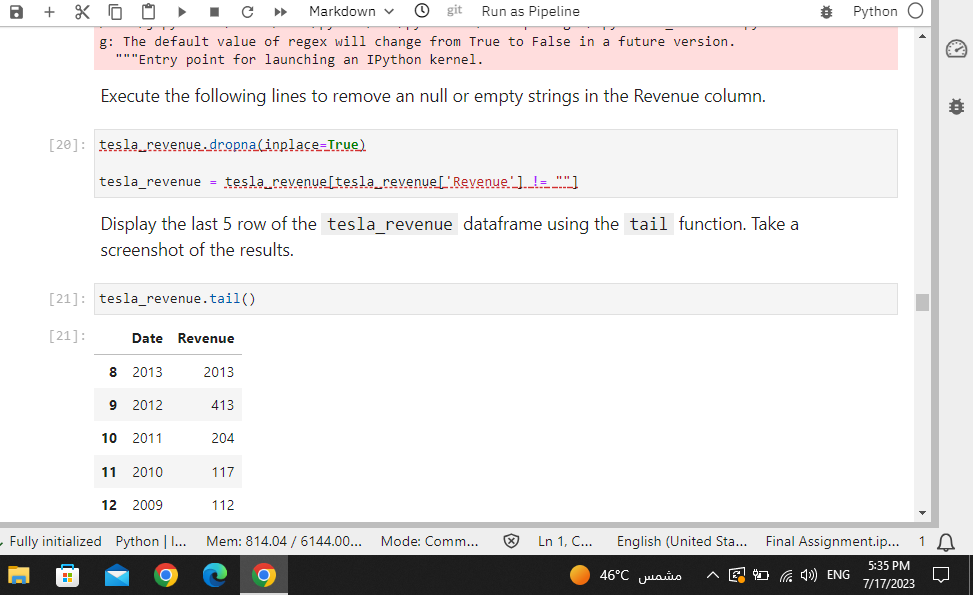 Markdown
git
Run as Pipeline
Python
g: The default value of regex will change from True to False in a future version.
"""Entry point for launching an IPython kernel.
Execute the following lines to remove an null or empty strings in the Revenue column.
[20]:
tesla_revenue.dropna(inplace=True)
tesla_revenue = tesla_revenue[tesla_revenue['Revenue'] != ""]
Display the last 5 row of the tesla_revenue dataframe using the tail function. Take a
screenshot of the results.
[21]:
tesla_revenue.tail()
[21]:
Date Revenue
8 2013 2013
9 2012 413
10 2011 204
11 2010 117
12 2009 112
Fully initialized Python | I... Mem: 814.04 / 6144.00... Mode: Comm... Ln 1, C... English (United Sta... Final Assignment.ip... 1
46°C مشمس ENG 5:35 PM
7/17/2023